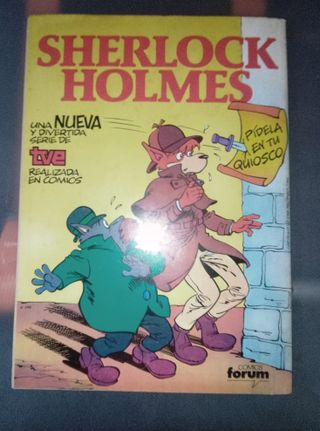 SHERLOCK
HOLMES
UNA NUEVA
Y DIVERTIDA
SERIE DE
tve
REALIZADA
EN COMICS
¡PÍDELA
EN TU
QUIOSCO!
COMICS
forum